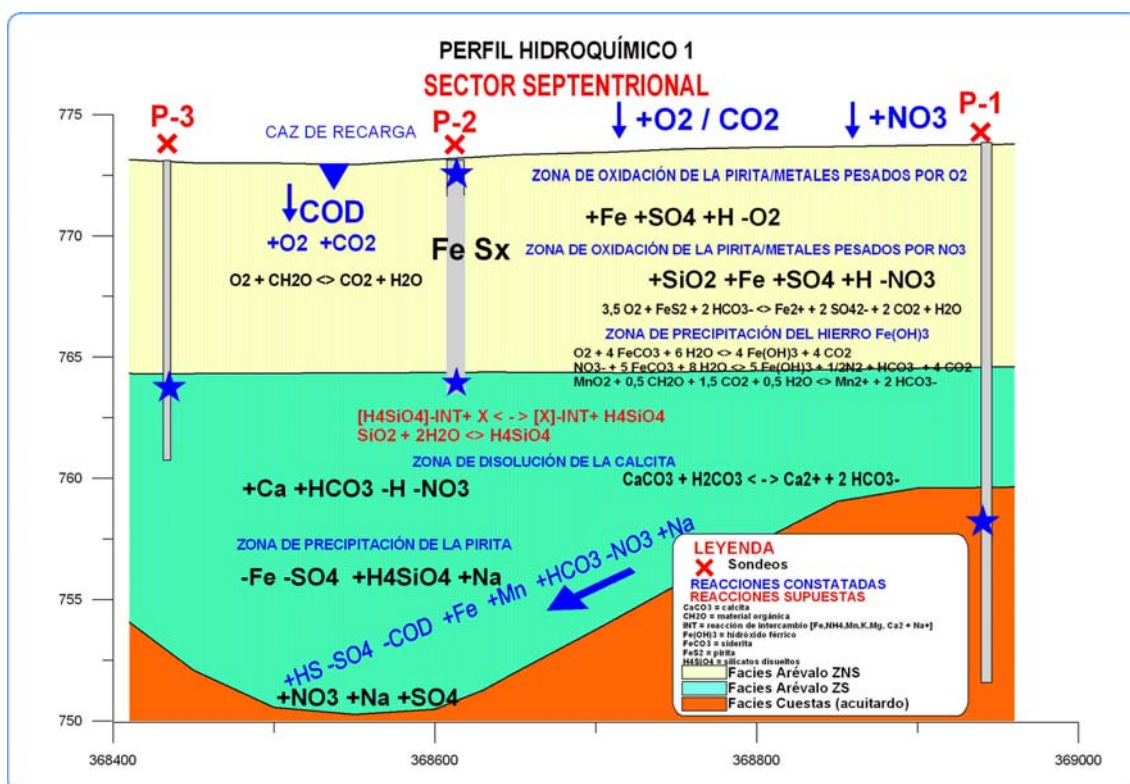 PERFIL HIDROQUÍMICO 1
SECTOR SEPTENTRIONAL
775
770
765
760
755
750
368400
368600
368800
369000
P-3
CAZ DE RECARGA
P-2
+O2 / CO2
+NO3
P-1
COD
+O2 +CO2
O2 + CH2O <> CO2 + H2O
Fe Sx
ZONA DE OXIDACIÓN DE LA PIRITA/METALES PESADOS POR O2
+Fe +SO4 +H -O2
ZONA DE OXIDACIÓN DE LA PIRITA/METALES PESADOS POR NO3
+SiO2 +Fe +SO4 +H -NO3
3,5 O2 + FeS2 + 2 HCO3- <> Fe2+ + 2 SO42- + 2 CO2 + H2O
ZONA DE PRECIPITACIÓN DEL HIERRO Fe(OH)3
O2 + 4 FeCO3 + 6 H2O <> 4 Fe(OH)3 + 4 CO2
NO3- + 5 FeCO3 + 8 H2O <> 5 Fe(OH)3 + 1/2N2 + HCO3- + 4 CO2
MnO2 + 0,5 CH2O + 1,5 CO2 + 0,5 H2O <> Mn2+ + 2 HCO3-
[H4SiO4]-INT+ X < - > [X]-INT+ H4SiO4
SiO2 + 2H2O <> H4SiO4
ZONA DE DISOLUCIÓN DE LA CALCITA
+Ca +HCO3 -H -NO3
CaCO3 + H2CO3 < - > Ca2+ + 2 HCO3-
ZONA DE PRECIPITACIÓN DE LA PIRITA
-Fe -SO4 +H4SiO4 +Na
+HS -SO4 -COD +Fe +Mn +HCO3 -NO3 +Na
+NO3 +Na +SO4
LEYENDA
Sondeos
REACCIONES CONSTATADAS
REACCIONES SUPUESTAS
CaCO3 = calcita
CH2O = material orgánica
INT = reacción de intercambio [Fe,NH4,Mn,K,Mg, Ca2 + Na+]
Fe(OH)3 = hidróxido férrico
FeCO3 = siderita
FeS2 = pirita
H4SiO4 = silicatos disueltos
Facies Arévalo ZNS
Facies Arévalo ZS
Facies Cuestas (acuitardo)